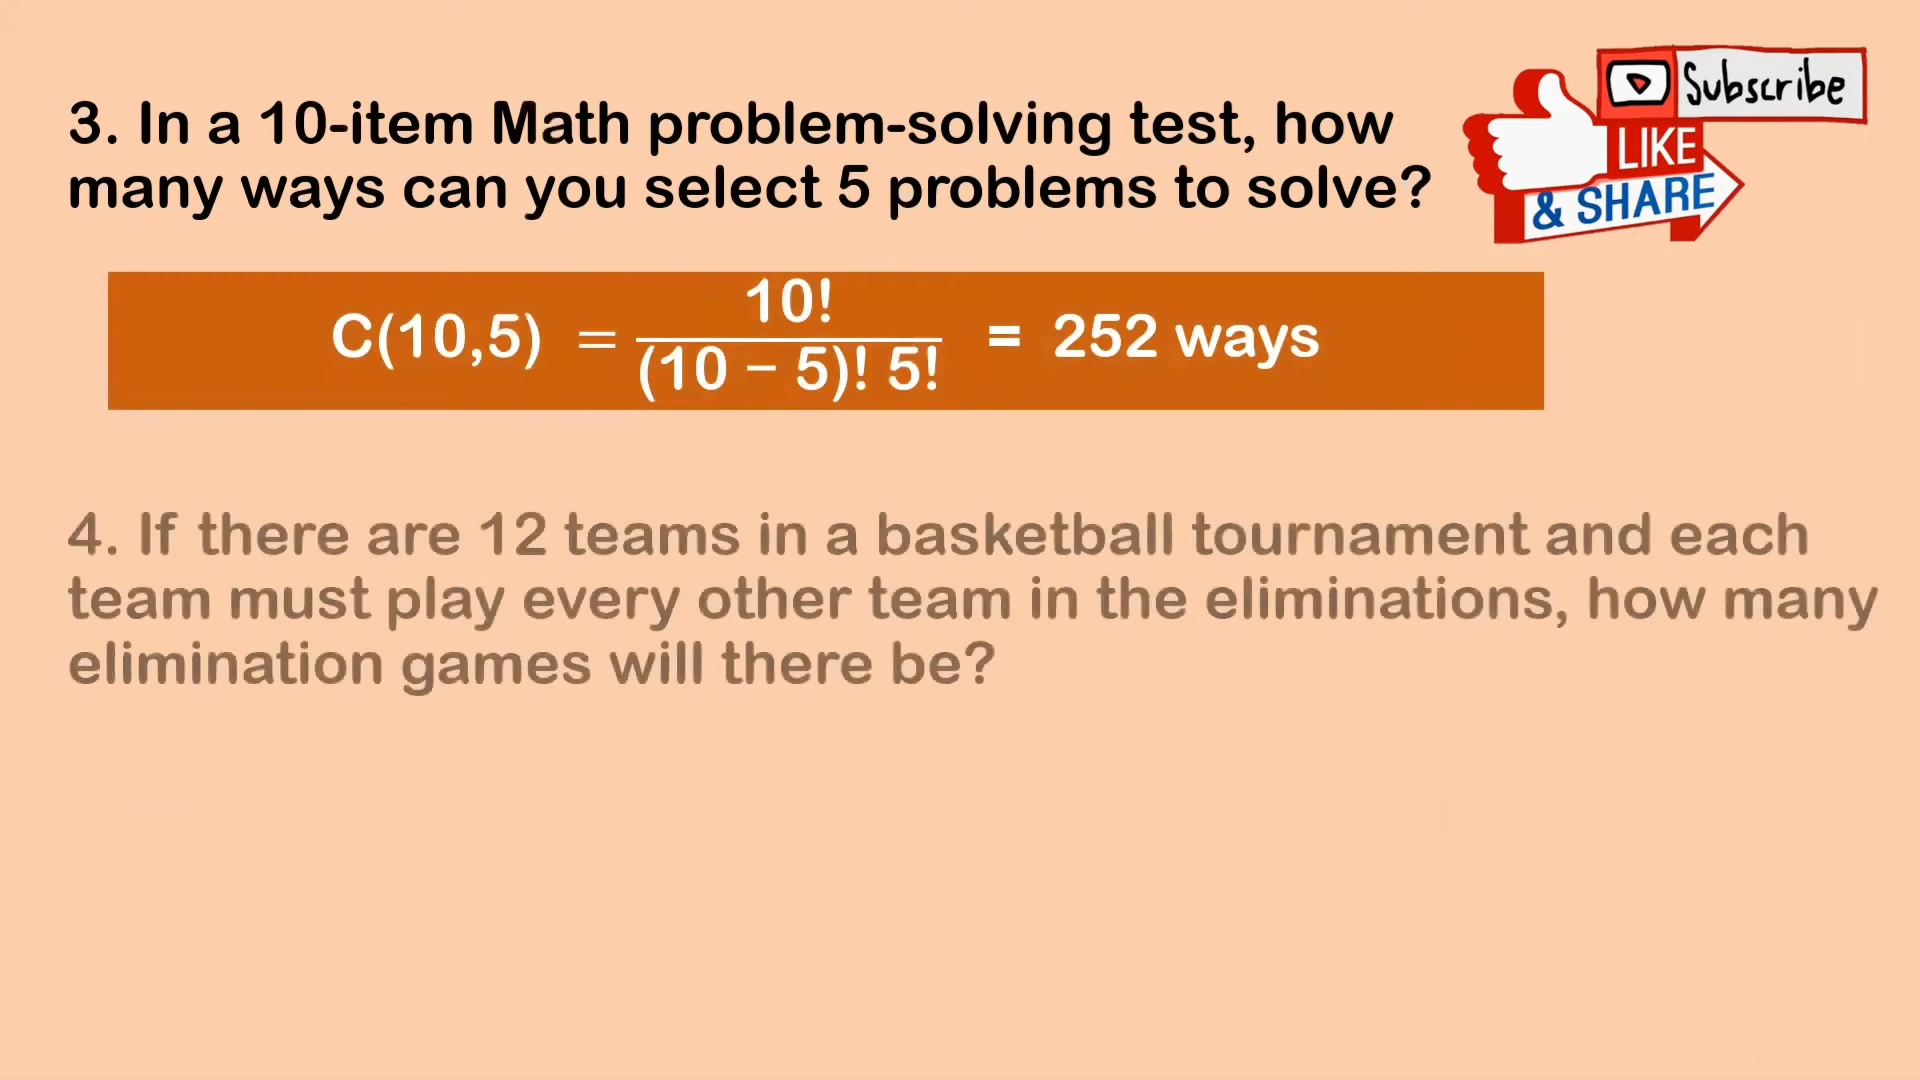 Subscribe
LIKE
& SHARE
3. In a 10-item Math problem-solving test, how
many ways can you select 5 problems to solve?
C(10,5) = 10! / (10 − 5)! 5! = 252 ways
4. If there are 12 teams in a basketball tournament and each
team must play every other team in the eliminations, how many
elimination games will there be?